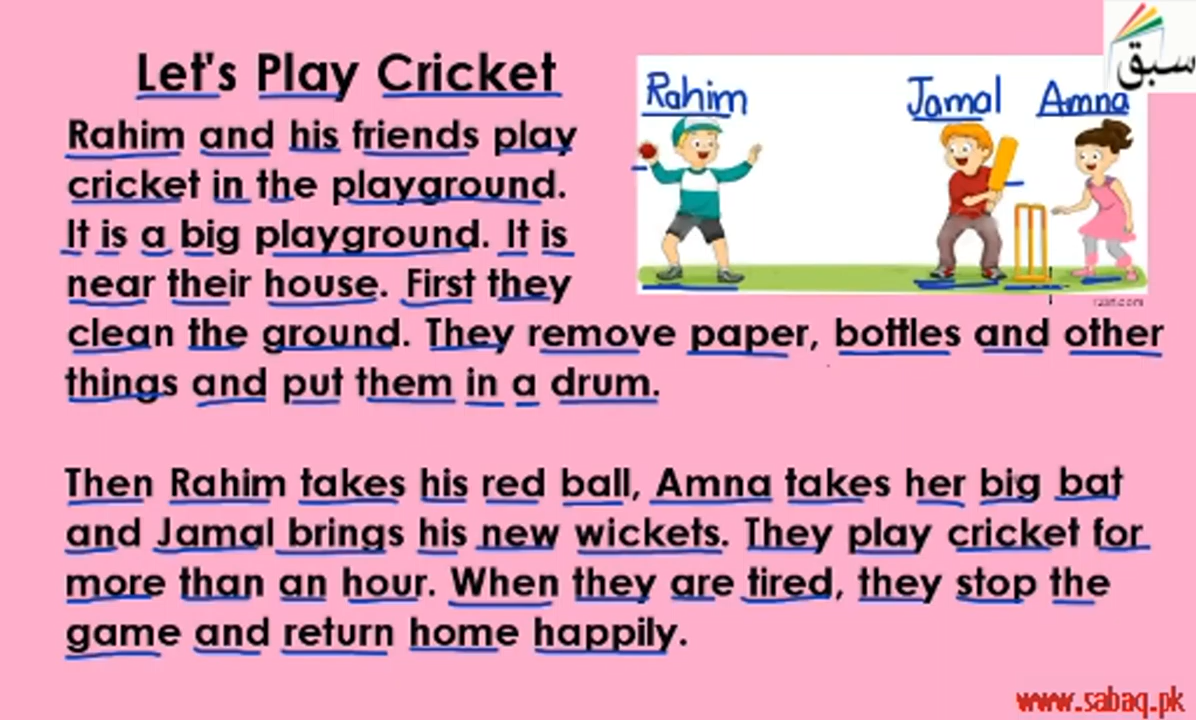 Let's Play Cricket
Rahim and his friends play
cricket in the playground.
It is a big playground. It is
near their house. First they
clean the ground. They remove paper, bottles and other
things and put them in a drum.
Then Rahim takes his red ball, Amna takes her big bat
and Jamal brings his new wickets. They play cricket for
more than an hour. When they are tired, they stop the
game and return home happily.
Rahim
Jamal
Amna
سبق
www.sabaq.pk